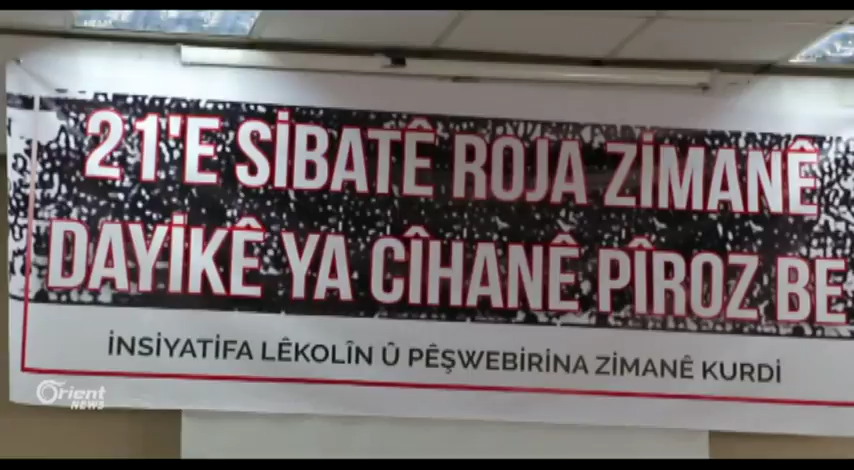 21'E SİBATÊ ROJA ZİMANÊ
DAYİKÊ YA CÎHANÊ PÎROZ BE
İNSİYATİFA LÊKOLÎN Û PÊŞWEBİRİNA ZİMANÊ KURDİ
Orient
NEWS